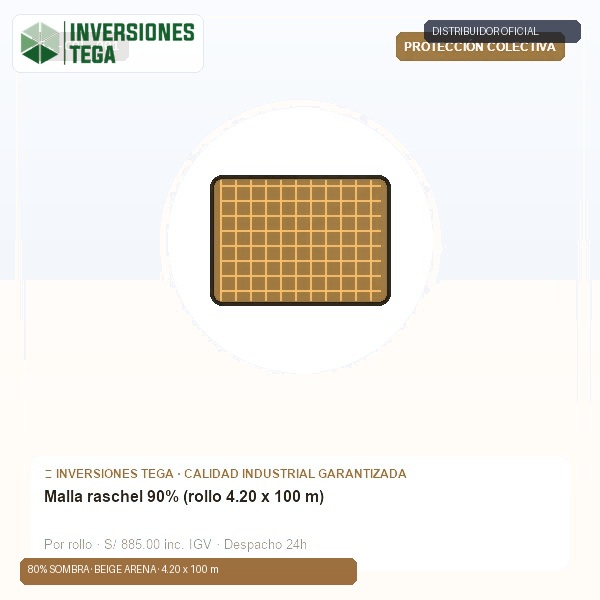 INVERSIONES
TEGA
DISTRIBUIDOR OFICIAL
PROTECCIÓN COLECTIVA
INVERSIONES TEGA · CALIDAD INDUSTRIAL GARANTIZADA
Malla raschel 90% (rollo 4.20 x 100 m)
Por rollo · S/ 885.00 inc. IGV · Despacho 24h
80% SOMBRA · BEIGE ARENA · 4.20 x 100 m